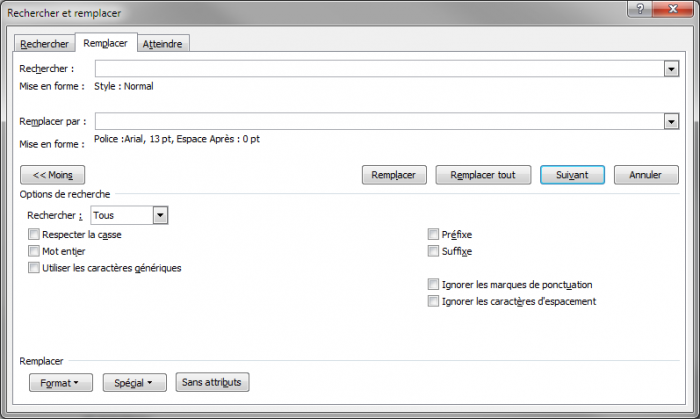 Rechercher et remplacer
Rechercher Remplacer Atteindre
Rechercher :
Mise en forme : Style : Normal
Remplacer par :
Mise en forme : Police :Arial, 13 pt, Espace Après : 0 pt
<< Moins Remplacer Remplacer tout Suivant Annuler
Options de recherche
Rechercher : Tous
Respecter la casse Préfixe
Mot entier Suffixe
Utiliser les caractères génériques
Ignorer les marques de ponctuation
Ignorer les caractères d'espacement
Remplacer
Format Spécial Sans attributs